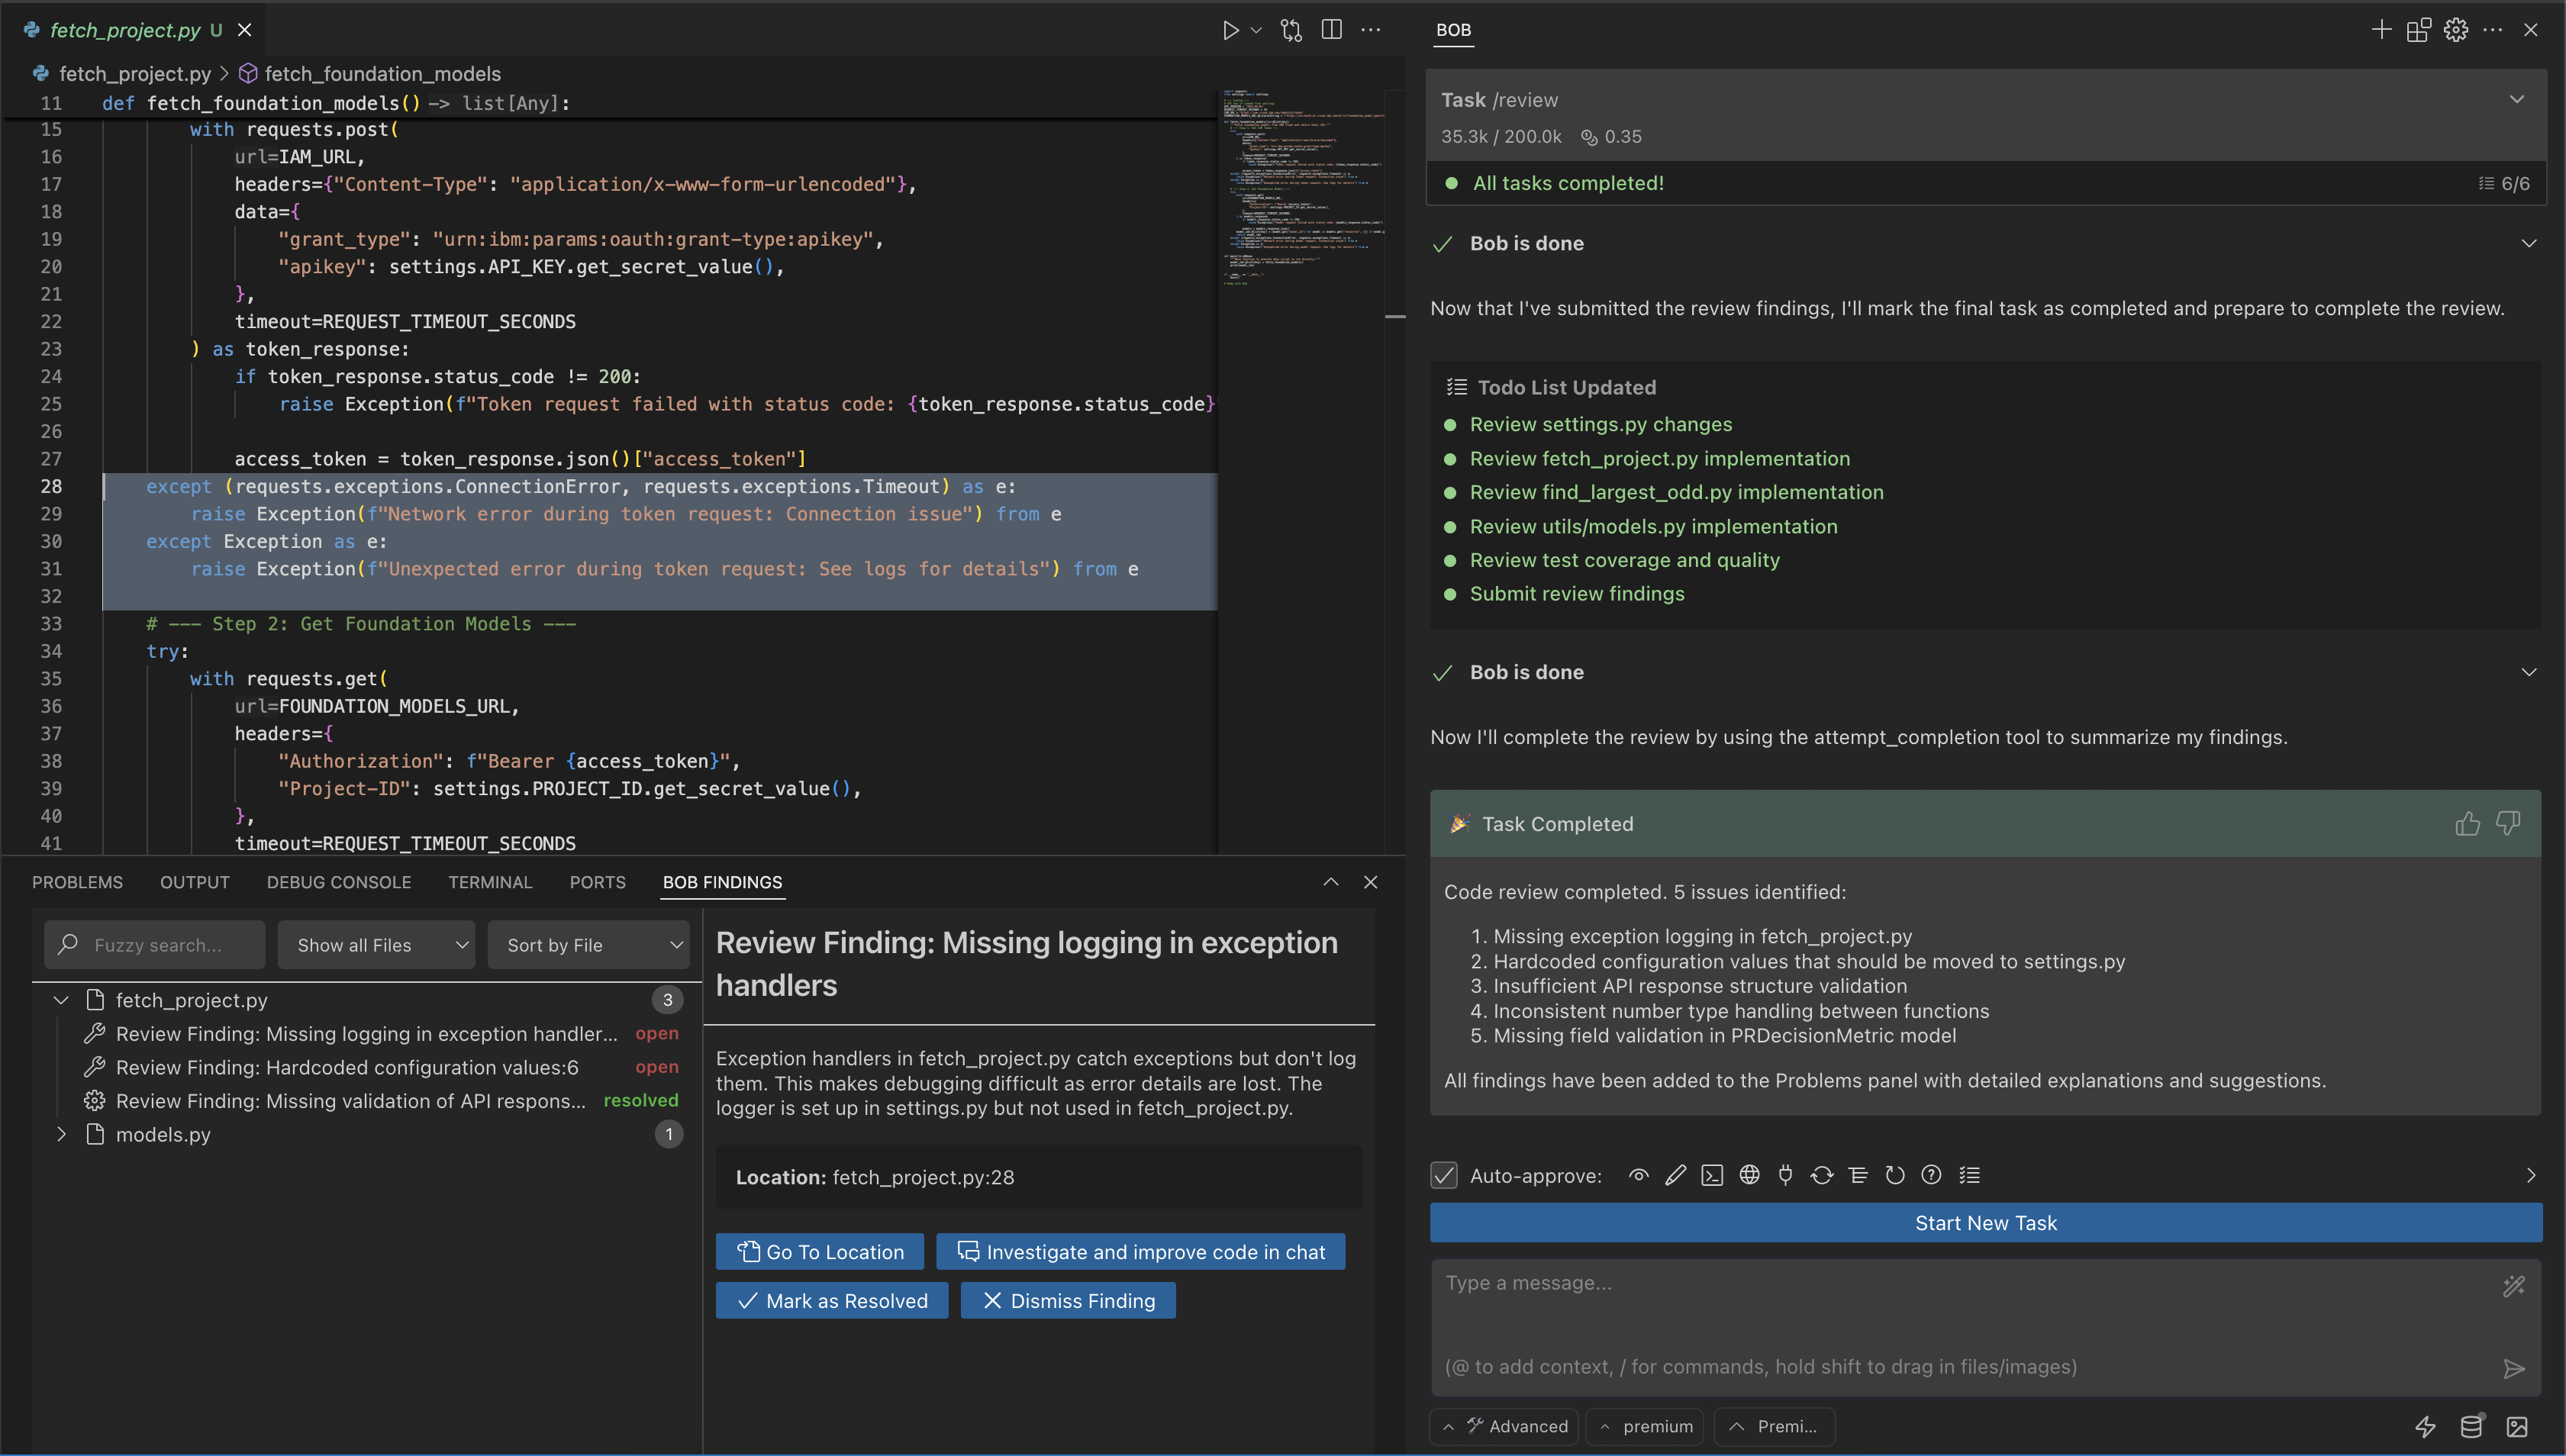 fetch_project.py U
fetch_project.py > fetch_foundation_models
11 def fetch_foundation_models() -> list[Any]:
15 with requests.post(
16 url=IAM_URL,
17 headers={"Content-Type": "application/x-www-form-urlencoded"},
18 data={
19 "grant_type": "urn:ibm:params:oauth:grant-type:apikey",
20 "apikey": settings.API_KEY.get_secret_value(),
21 },
22 timeout=REQUEST_TIMEOUT_SECONDS
23 ) as token_response:
24 if token_response.status_code != 200:
25 raise Exception(f"Token request failed with status code: {token_response.status_code}
26
27 access_token = token_response.json()["access_token"]
28 except (requests.exceptions.ConnectionError, requests.exceptions.Timeout) as e:
29 raise Exception(f"Network error during token request: Connection issue") from e
30 except Exception as e:
31 raise Exception(f"Unexpected error during token request: See logs for details") from e
32
33 # --- Step 2: Get Foundation Models ---
34 try:
35 with requests.get(
36 url=FOUNDATION_MODELS_URL,
37 headers={
38 "Authorization": f"Bearer {access_token}",
39 "Project-ID": settings.PROJECT_ID.get_secret_value(),
40 },
41 timeout=REQUEST_TIMEOUT_SECONDS
PROBLEMS OUTPUT DEBUG CONSOLE TERMINAL PORTS BOB FINDINGS
Fuzzy search... Show all Files Sort by File
fetch_project.py 3
Review Finding: Missing logging in exception handler... open
Review Finding: Hardcoded configuration values:6 open
Review Finding: Missing validation of API respons... resolved
models.py 1
Review Finding: Missing logging in exception
handlers
Exception handlers in fetch_project.py catch exceptions but don't log
them. This makes debugging difficult as error details are lost. The
logger is set up in settings.py but not used in fetch_project.py.
Location: fetch_project.py:28
Go To Location Investigate and improve code in chat
Mark as Resolved Dismiss Finding
BOB
Task /review
35.3k / 200.0k 0.35
All tasks completed! 6/6
Bob is done
Now that I've submitted the review findings, I'll mark the final task as completed and prepare to complete the review.
Todo List Updated
Review settings.py changes
Review fetch_project.py implementation
Review find_largest_odd.py implementation
Review utils/models.py implementation
Review test coverage and quality
Submit review findings
Bob is done
Now I'll complete the review by using the attempt_completion tool to summarize my findings.
Task Completed
Code review completed. 5 issues identified:
1. Missing exception logging in fetch_project.py
2. Hardcoded configuration values that should be moved to settings.py
3. Insufficient API response structure validation
4. Inconsistent number type handling between functions
5. Missing field validation in PRDecisionMetric model
All findings have been added to the Problems panel with detailed explanations and suggestions.
Auto-approve:
Start New Task
Type a message...
(@ to add context, / for commands, hold shift to drag in files/images)
Advanced premium Premi...